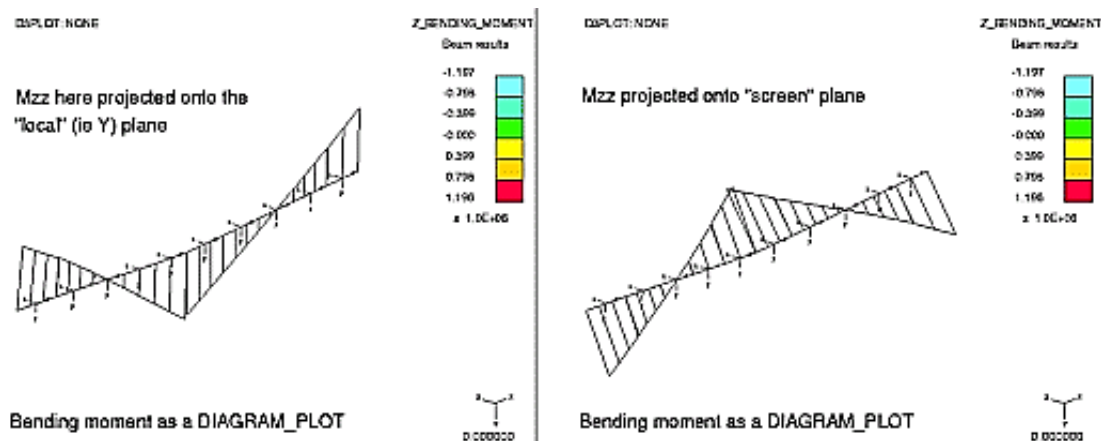 DAPLOT: NONE
Z_BENDING_MOMENT
Beam results
-1.197
-0.798
-0.399
-0.000
0.399
0.798
1.196
x 1.0E+06
Mzz here projected onto the
"local" (ie Y) plane
Bending moment as a DIAGRAM_PLOT
0.000000
DAPLOT: NONE
Z_BENDING_MOMENT
Beam results
-1.197
-0.798
-0.399
-0.000
0.399
0.798
1.196
x 1.0E+06
Mzz projected onto "screen" plane
Bending moment as a DIAGRAM_PLOT
0.000000